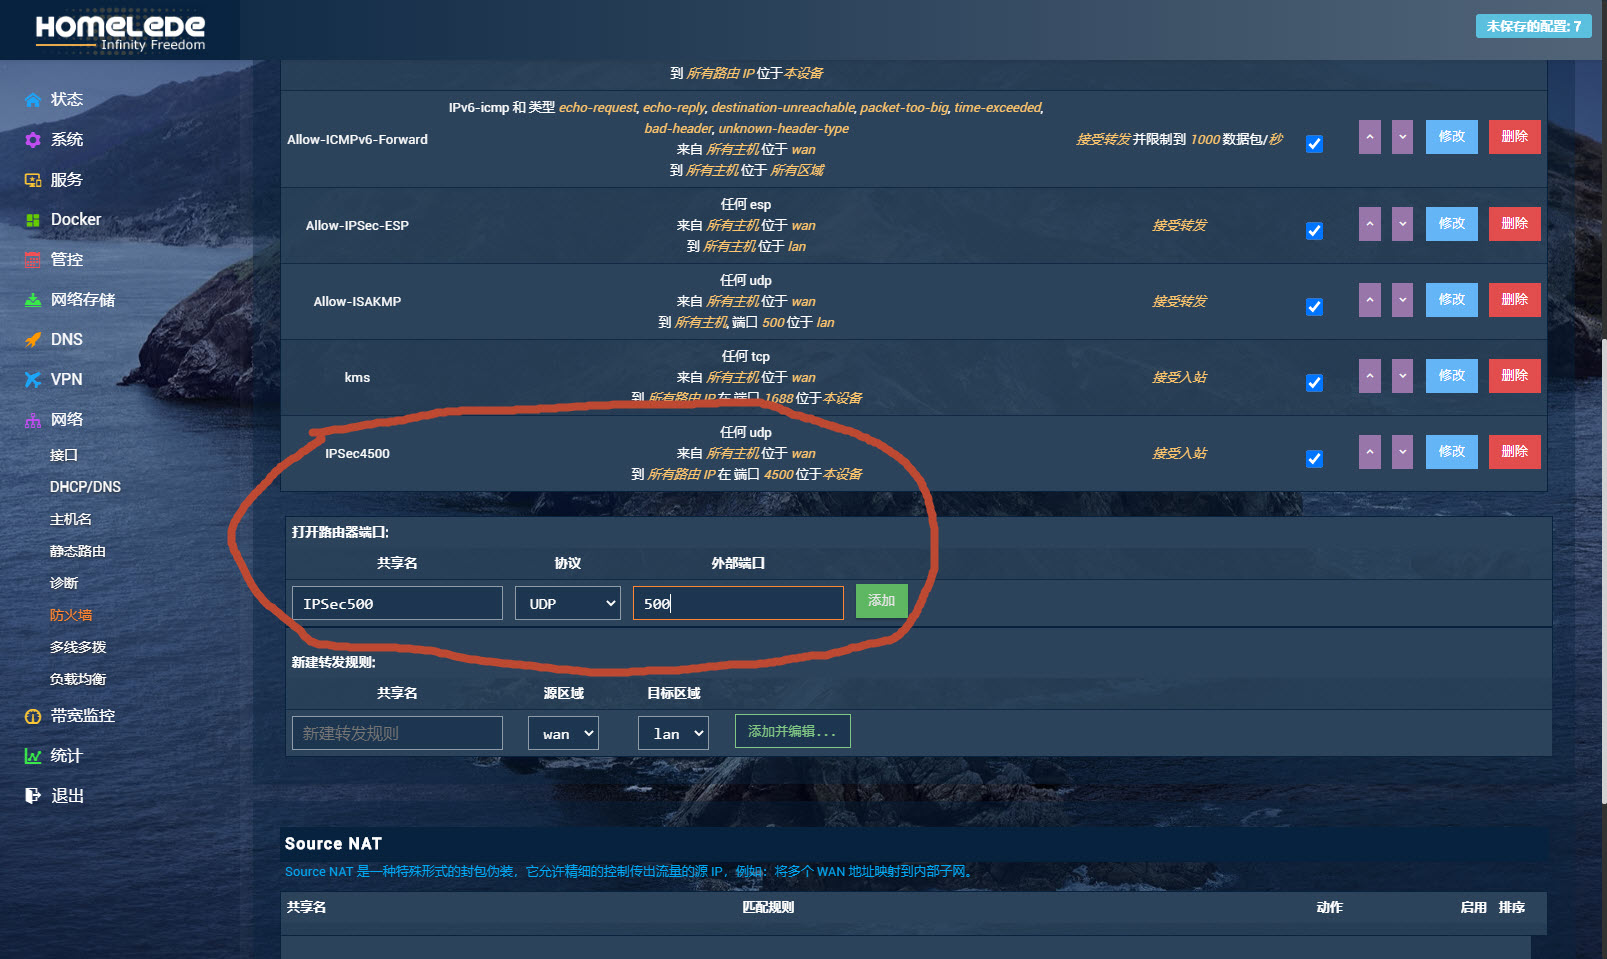 HOMELEDE
Infinity Freedom
未保存的配置: 7
状态
系统
服务
Docker
管控
网络存储
DNS
VPN
网络
接口
DHCP/DNS
主机名
静态路由
诊断
防火墙
多线多拨
负载均衡
带宽监控
统计
退出
到 所有路由 IP 位于本设备
Allow-ICMPv6-Forward
IPv6-icmp 和 类型 echo-request, echo-reply, destination-unreachable, packet-too-big, time-exceeded,
bad-header, unknown-header-type
来自 所有主机 位于 wan
到 所有主机 位于 所有区域
接受转发 并限制到 1000 数据包/秒
修改
删除
Allow-IPSec-ESP
任何 esp
来自 所有主机 位于 wan
到 所有主机 位于 lan
接受转发
修改
删除
Allow-ISAKMP
任何 udp
来自 所有主机 位于 wan
到 所有主机, 端口 500 位于 lan
接受转发
修改
删除
kms
任何 tcp
来自 所有主机 位于 wan
到 所有路由 IP 在 端口 1688 位于本设备
接受入站
修改
删除
IPSec4500
任何 udp
来自 所有主机 位于 wan
到 所有路由 IP 在 端口 4500 位于本设备
接受入站
修改
删除
打开路由器端口:
共享名 协议 外部端口
IPSec500 UDP 500 添加
新建转发规则:
共享名 源区域 目标区域
新建转发规则 wan lan 添加并编辑...
Source NAT
Source NAT 是一种特殊形式的封包伪装，它允许精细的控制传出流量的源 IP，例如：将多个 WAN 地址映射到内部子网。
共享名 匹配规则 动作 启用 排序